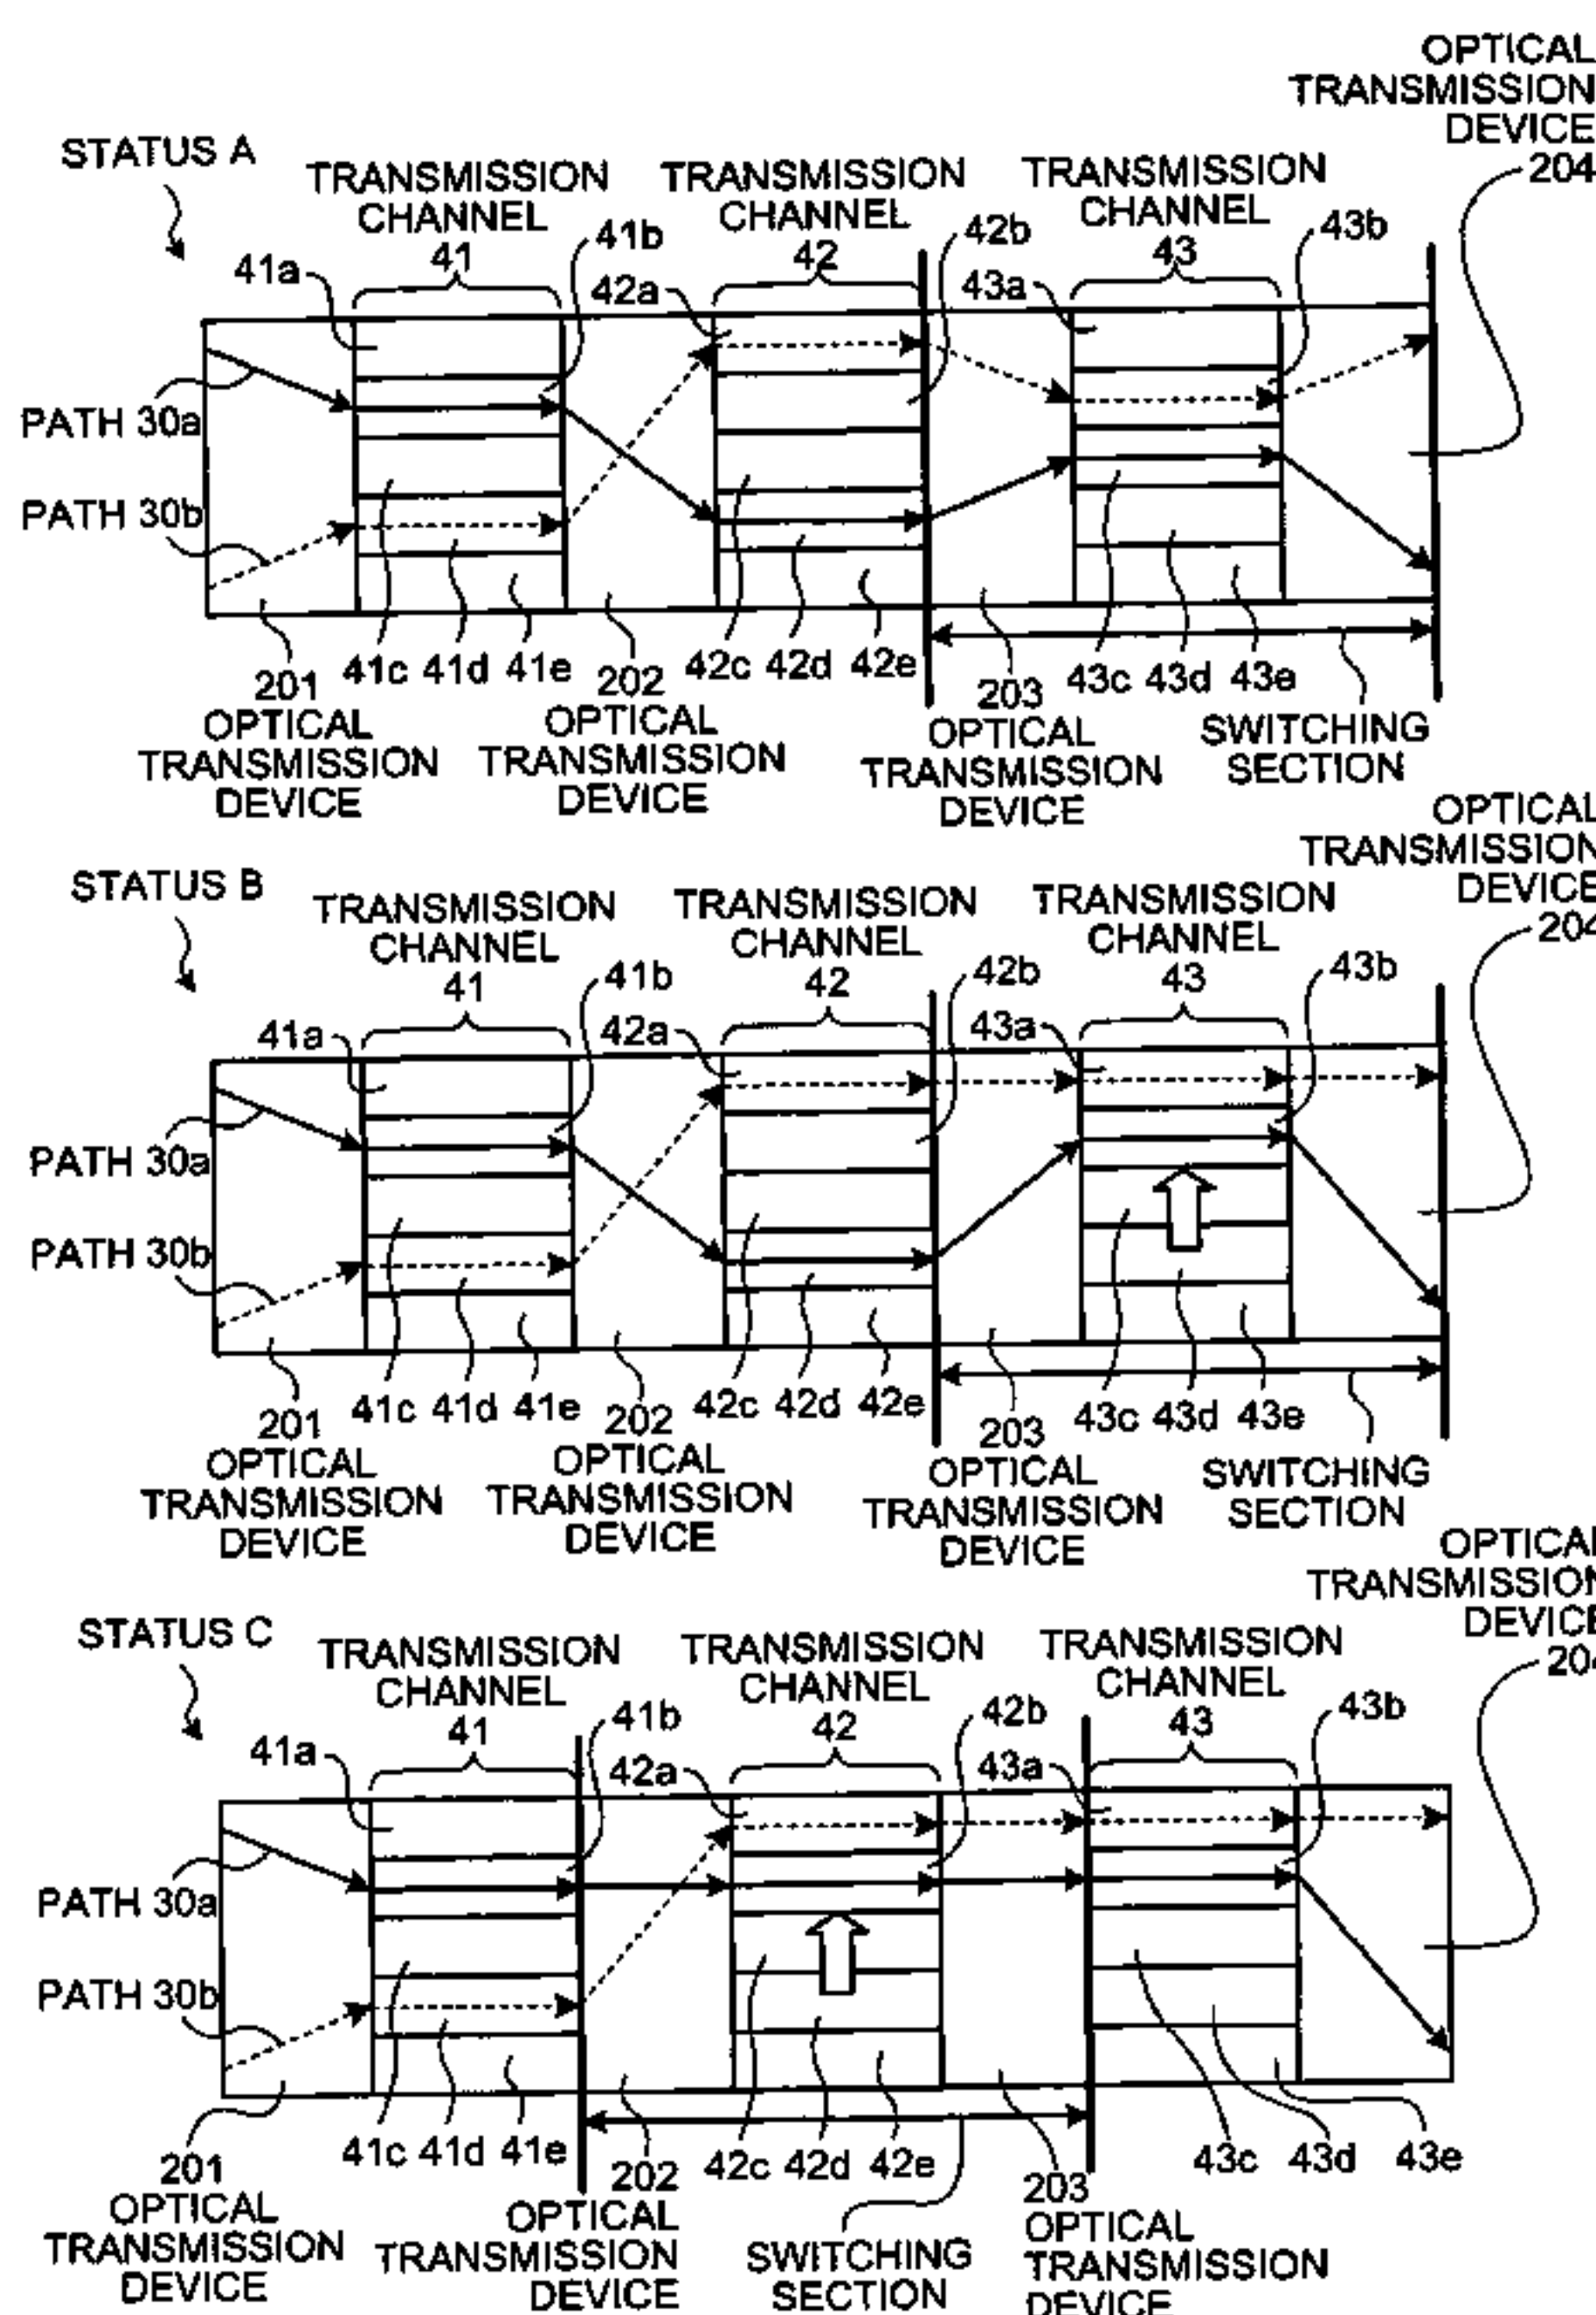 OPTICAL
TRANSMISSION
DEVICE
204
STATUS A
TRANSMISSION
CHANNEL
41
TRANSMISSION
CHANNEL
42
TRANSMISSION
CHANNEL
43
41a
41b
42a
42b
43a
43b
PATH 30a
PATH 30b
201
OPTICAL
TRANSMISSION
DEVICE
41c 41d 41e
202
OPTICAL
TRANSMISSION
DEVICE
42c 42d 42e
203
OPTICAL
TRANSMISSION
DEVICE
43c 43d 43e
SWITCHING
SECTION
OPTICAL
TRANSMISSION
DEVICE
204
STATUS B
TRANSMISSION
CHANNEL
41
TRANSMISSION
CHANNEL
42
TRANSMISSION
CHANNEL
43
41a
41b
42a
42b
43a
43b
PATH 30a
PATH 30b
201
OPTICAL
TRANSMISSION
DEVICE
41c 41d 41e
202
OPTICAL
TRANSMISSION
DEVICE
42c 42d 42e
203
OPTICAL
TRANSMISSION
DEVICE
43c 43d 43e
SWITCHING
SECTION
OPTICAL
TRANSMISSION
DEVICE
204
STATUS C
TRANSMISSION
CHANNEL
41
TRANSMISSION
CHANNEL
42
TRANSMISSION
CHANNEL
43
41a
41b
42a
42b
43a
43b
PATH 30a
PATH 30b
201
OPTICAL
TRANSMISSION
DEVICE
41c 41d 41e
202
OPTICAL
TRANSMISSION
DEVICE
42c 42d 42e
SWITCHING
SECTION
203
OPTICAL
TRANSMISSION
DEVICE
43c 43d 43e